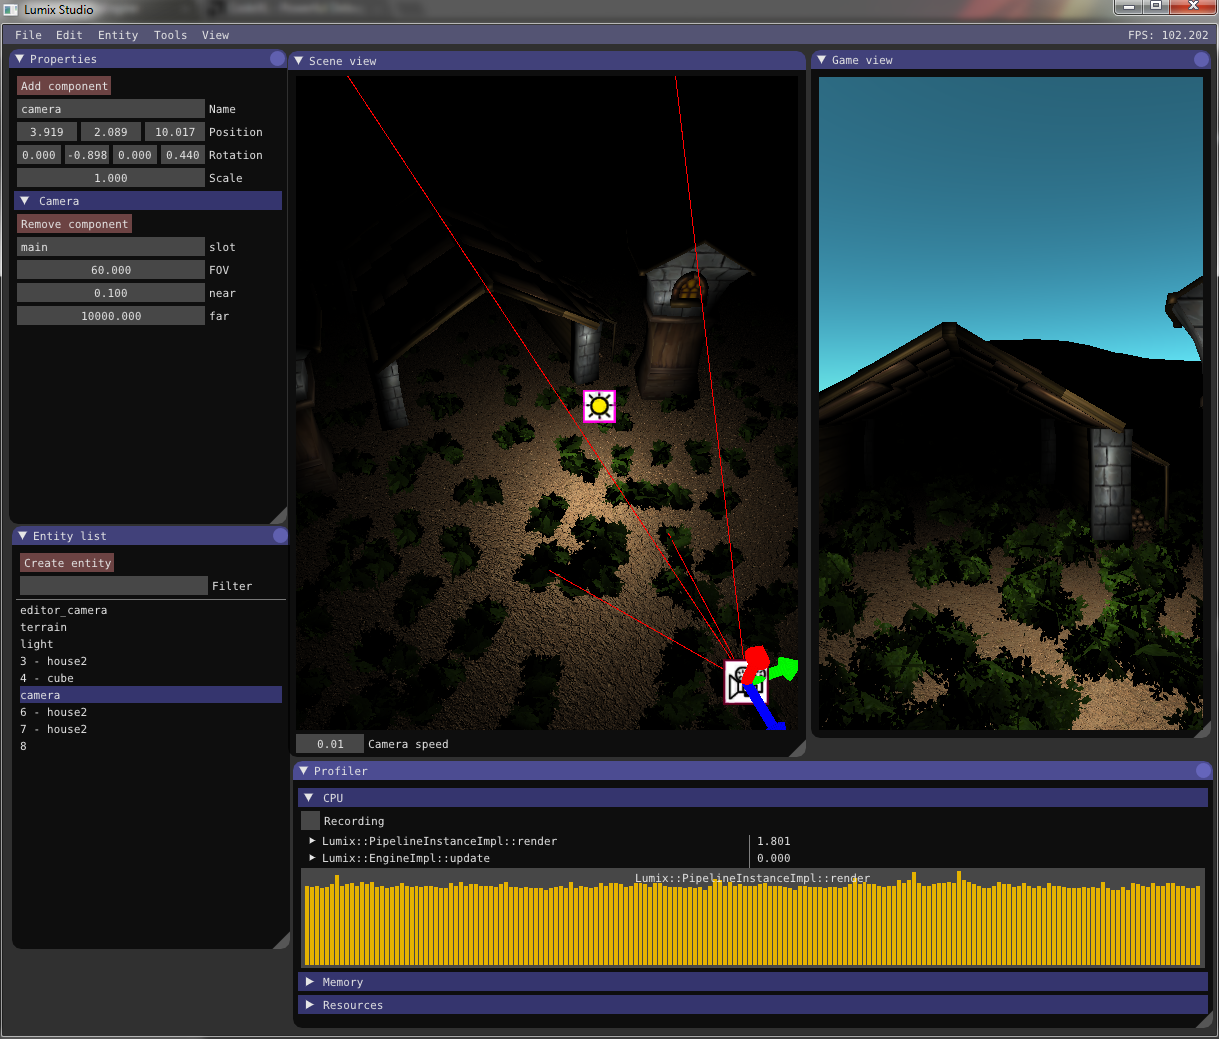 Lumix Studio
File Edit Entity Tools View FPS: 102.202
Properties
Add component
camera Name
3.919 2.089 10.017 Position
0.000 -0.898 0.000 0.440 Rotation
1.000 Scale
Camera
Remove component
main slot
60.000 FOV
0.100 near
10000.000 far
Entity list
Create entity
Filter
editor_camera
terrain
light
3 - house2
4 - cube
camera
6 - house2
7 - house2
8
Scene view
0.01 Camera speed
Game view
Profiler
CPU
Recording
Lumix::PipelineInstanceImpl::render 1.801
Lumix::EngineImpl::update 0.000
Lumix::PipelineInstanceImpl::render
Memory
Resources